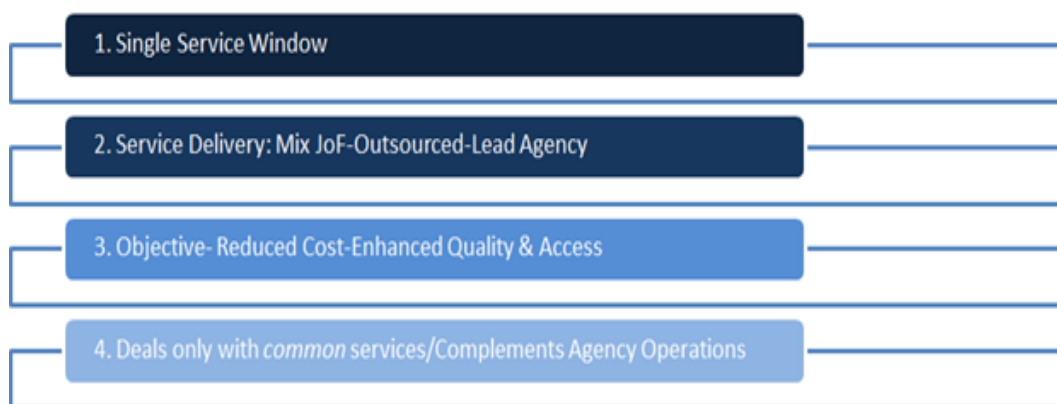 1. Single Service Window
2. Service Delivery: Mix JoF-Outsourced-Lead Agency
3. Objective- Reduced Cost-Enhanced Quality & Access
4. Deals only with common services/Complements Agency Operations